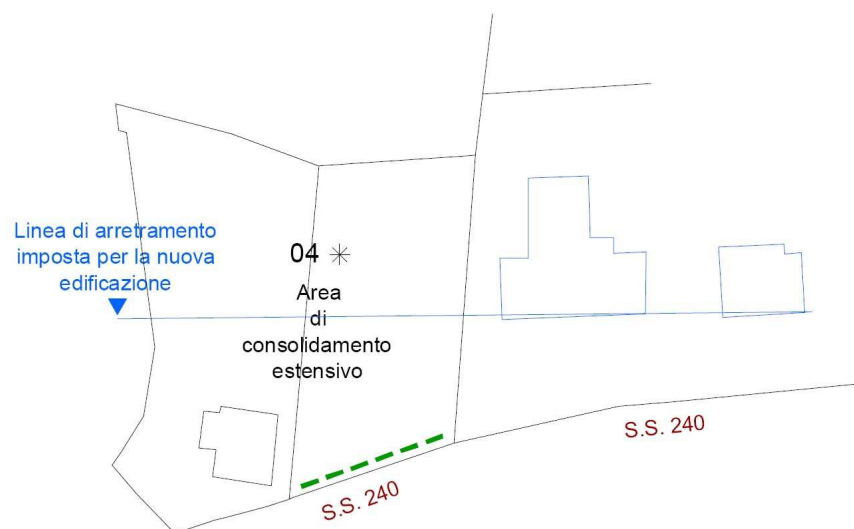 Linea di arretramento
imposta per la nuova
edificazione
04
Area
di
consolidamento
estensivo
S.S. 240
S.S. 240